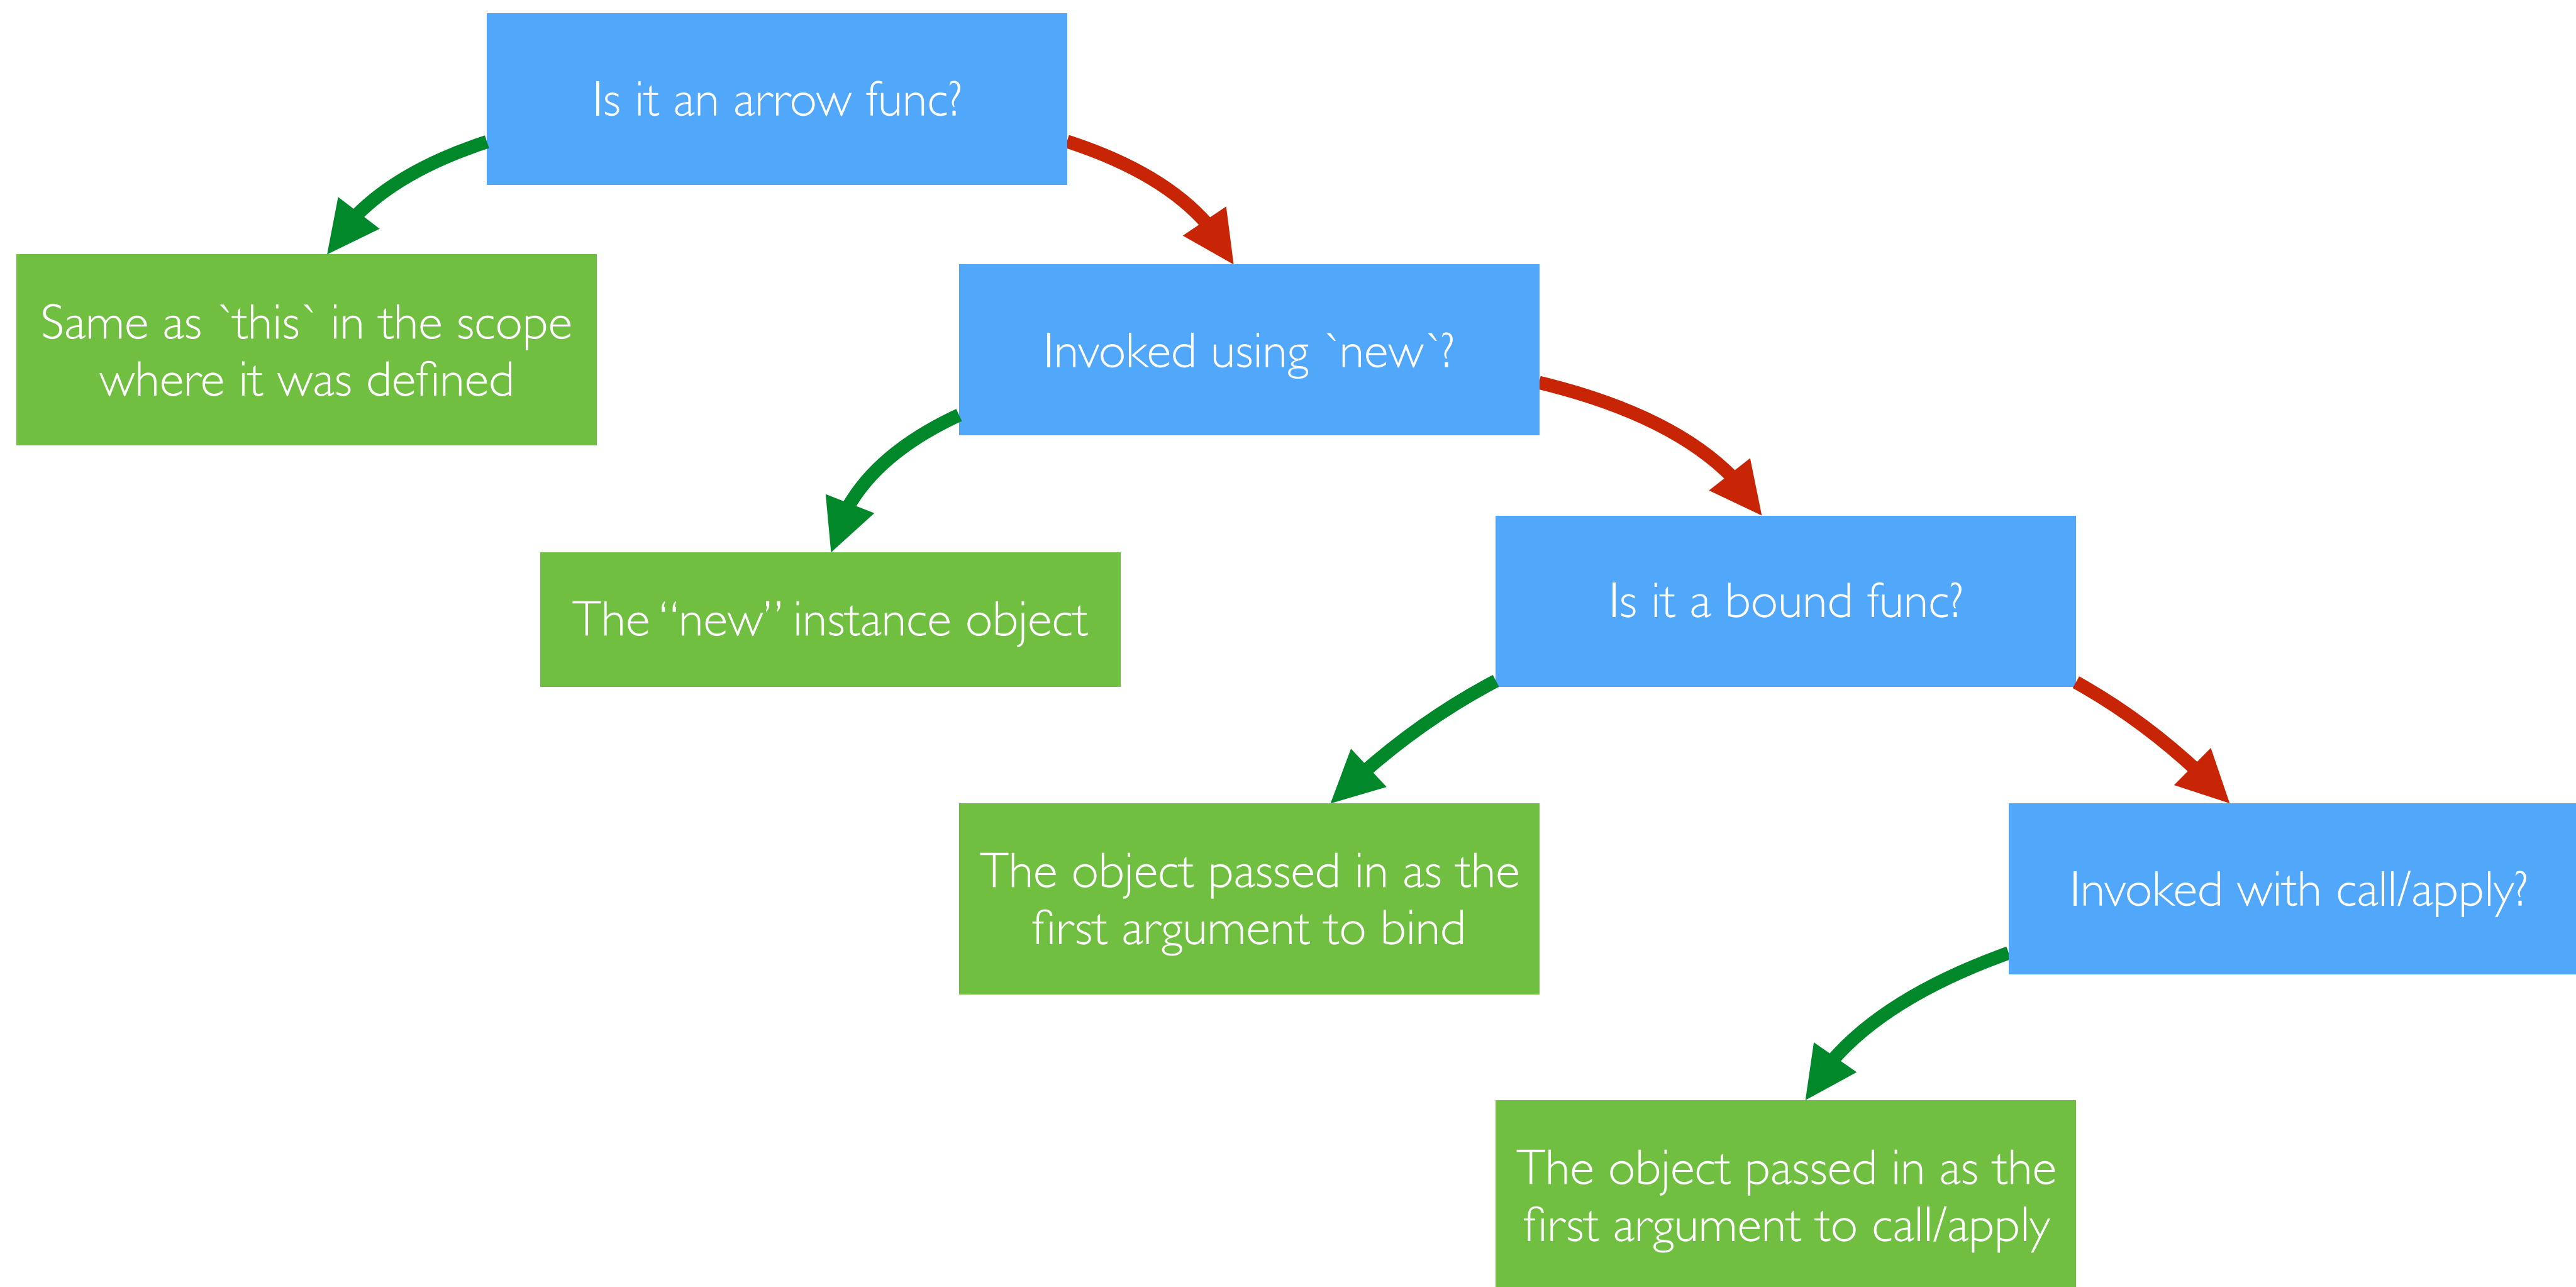 Is it an arrow func?
Same as `this` in the scope
where it was defined
Invoked using `new`?
The “new” instance object
Is it a bound func?
The object passed in as the
first argument to bind
Invoked with call/apply?
The object passed in as the
first argument to call/apply